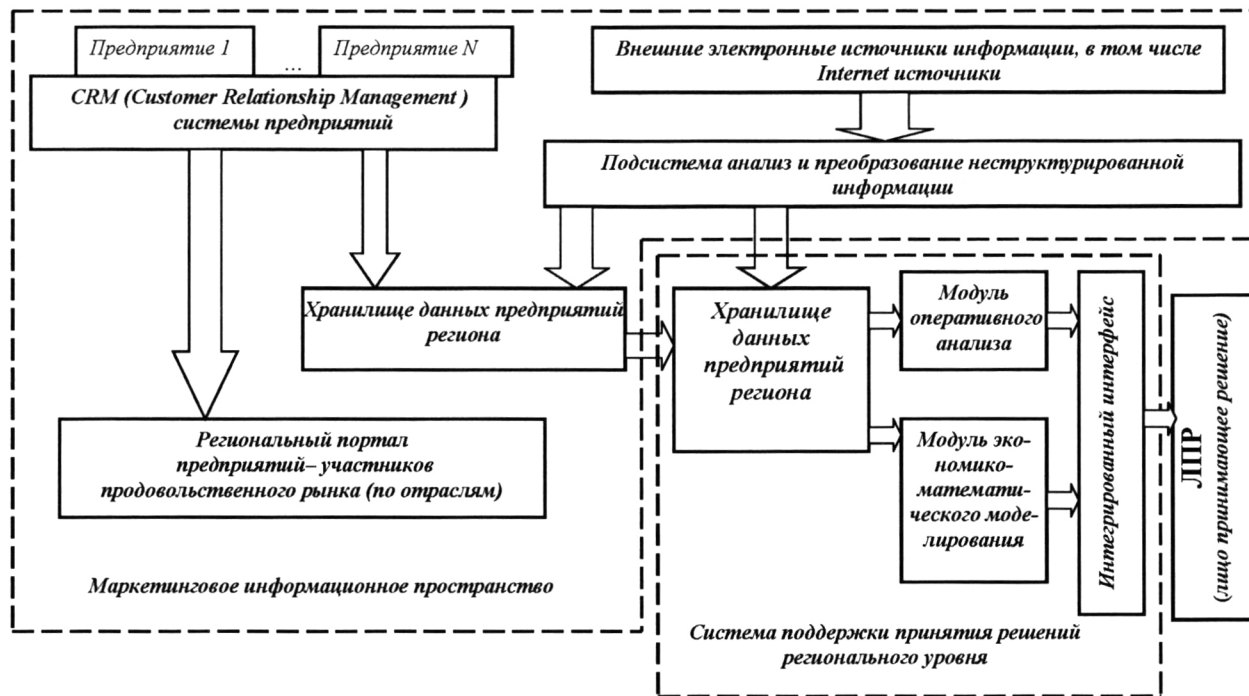 Предприятие 1
...
Предприятие N
CRM (Customer Relationship Management )
системы предприятий
Внешние электронные источники информации, в том числе
Internet источники
Подсистема анализ и преобразование неструктурированной
информации
Хранилище данных предприятий
региона
Хранилище
данных
предприятий
региона
Модуль
оперативного
анализа
Модуль эко-
номико-
математи-
ческого моде-
лирования
Интегрированный интерфейс
ЛПР
(лицо принимающее решение)
Региональный портал
предприятий– участников
продовольственного рынка (по отраслям)
Маркетинговое информационное пространство
Система поддержки принятия решений
регионального уровня